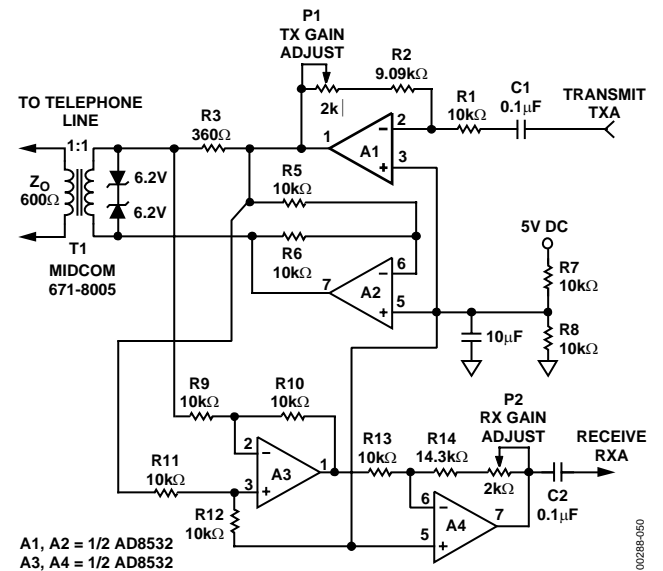 P1
TX GAIN
ADJUST
2k
R2
9.09kΩ
R1
10kΩ
C1
0.1μF
TRANSMIT
TXA
TO TELEPHONE
LINE
1:1
ZO
600Ω
6.2V
6.2V
T1
MIDCOM
671-8005
R3
360Ω
1
A1
2
3
R5
10kΩ
R6
10kΩ
7
A2
6
5
5V DC
R7
10kΩ
R8
10kΩ
10μF
R9
10kΩ
R10
10kΩ
R11
10kΩ
R12
10kΩ
2
3
A3
1
R13
10kΩ
R14
14.3kΩ
P2
RX GAIN
ADJUST
2kΩ
6
5
A4
7
RECEIVE
RXA
C2
0.1μF
A1, A2 = 1/2 AD8532
A3, A4 = 1/2 AD8532
00288-050